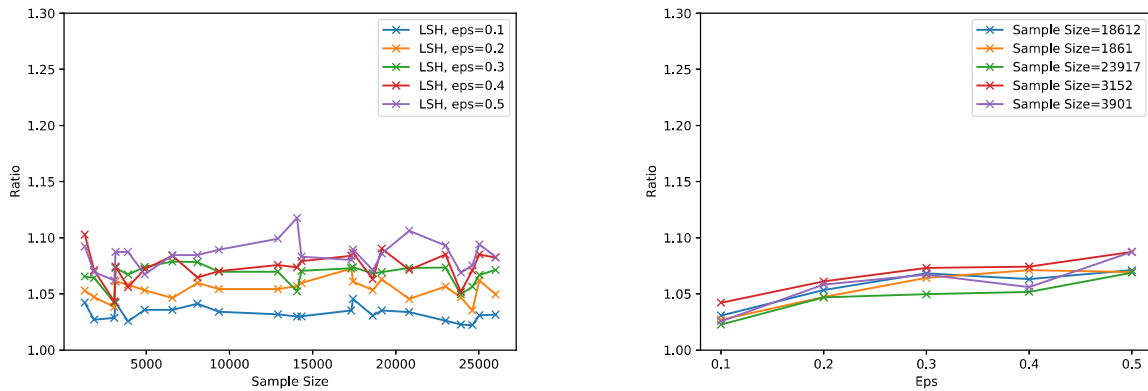 1.30
1.25
1.20
1.15
1.10
1.05
1.00
Ratio
5000 10000 15000 20000 25000
Sample Size
LSH, eps=0.1
LSH, eps=0.2
LSH, eps=0.3
LSH, eps=0.4
LSH, eps=0.5
1.30
1.25
1.20
1.15
1.10
1.05
1.00
Ratio
0.1 0.2 0.3 0.4 0.5
Eps
Sample Size=18612
Sample Size=1861
Sample Size=23917
Sample Size=3152
Sample Size=3901